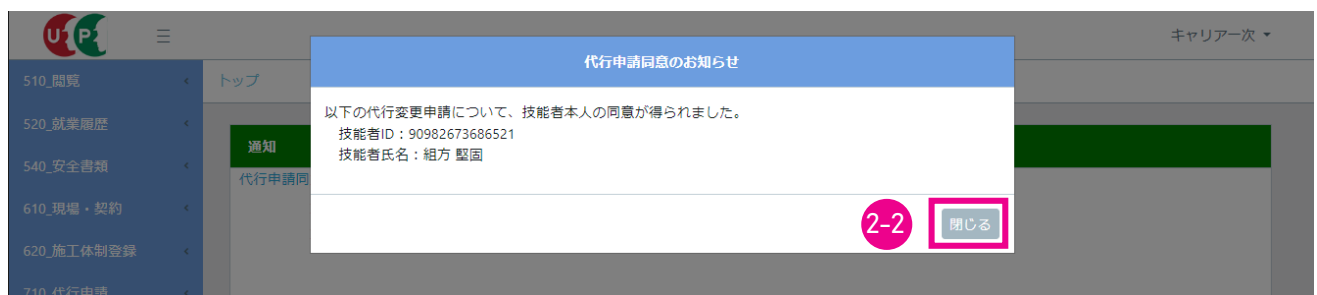 U P
キャリア一次
代行申請同意のお知らせ
510_閲覧
トップ
以下の代行変更申請について、技能者本人の同意が得られました。
520_就業履歴
技能者ID:90982673686521
通知
技能者氏名:組方 堅固
540_安全書類
代行申請同
610_現場・契約
2-2
閉じる
620_施工体制登録
710_代行申請